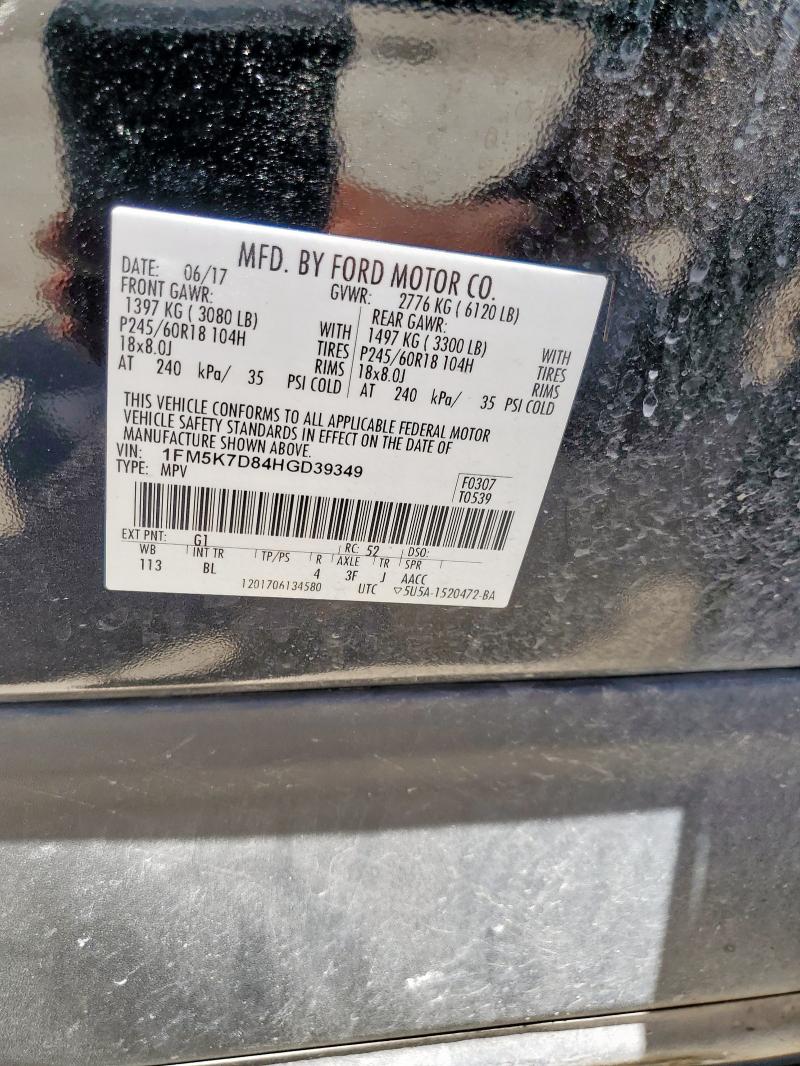 MFD. BY FORD MOTOR CO.
DATE: 06/17
GVWR: 2776 KG ( 6120 LB)
FRONT GAWR:
1397 KG ( 3080 LB)
P245/60R18 104H
18x8.0J
WITH
TIRES
RIMS
AT 240 kPa/ 35 PSI COLD
REAR GAWR:
1497 KG ( 3300 LB)
P245/60R18 104H
18x8.0J
WITH
TIRES
RIMS
AT 240 kPa/ 35 PSI COLD
THIS VEHICLE CONFORMS TO ALL APPLICABLE FEDERAL MOTOR
VEHICLE SAFETY STANDARDS IN EFFECT ON THE DATE OF
MANUFACTURE SHOWN ABOVE.
VIN: 1FM5K7D84HGD39349
TYPE: MPV
F0307
T0539
EXT PNT: G1 RC: 52 DSO:
WB INT TR TP/PS R AXLE TR SPR
113 BL 4 3F J AACC
1201706134580 UTC ▽5U5A-1520472-BA